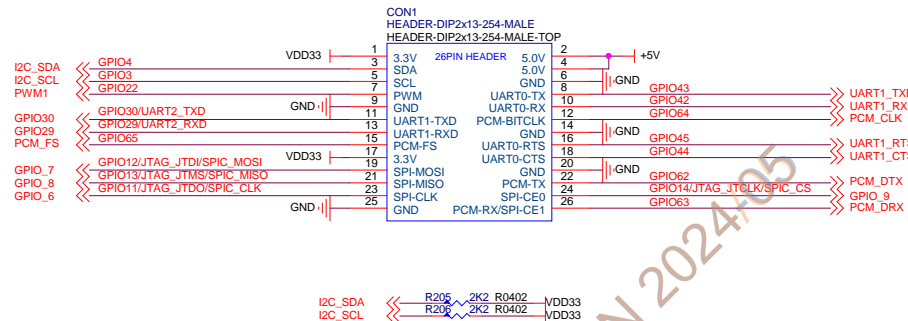 CON1
HEADER-DIP2x13-254-MALE
HEADER-DIP2x13-254-MALE-TOP
26PIN HEADER
VDD33 1 3.3V 5.0V 2 +5V
I2C_SDA GPIO4 3 SDA 5.0V 4
I2C_SCL GPIO3 5 SCL GND 6 GND
PWM1 GPIO22 7 PWM UART0-TX 8 GPIO43 UART1_TXD
GND 9 GND UART0-RX 10 GPIO42 UART1_RX
GPIO30 GPIO30/UART2_TXD 11 UART1-TXD PCM-BITCLK 12 GPIO64 PCM_CLK
GPIO29 GPIO29/UART2_RXD 13 UART1-RXD GND 14 GND
PCM_FS GPIO65 15 PCM-FS UART0-RTS 16 GPIO45 UART1_RTS
VDD33 17 3.3V UART0-CTS 18 GPIO44 UART1_CTS
GPIO_7 GPIO12/JTAG_JTDI/SPIC_MOSI 19 SPI-MOSI GND 20 GND
GPIO_8 GPIO13/JTAG_JTMS/SPIC_MISO 21 SPI-MISO PCM-TX 22 GPIO62 PCM_DTX
GPIO_6 GPIO11/JTAG_JTDO/SPIC_CLK 23 SPI-CLK SPI-CE0 24 GPIO14/JTAG_JTCLK/SPIC_CS GPIO_9
GND 25 GND PCM-RX/SPI-CE1 26 GPIO63 PCM_DRX
N 2024/05
I2C_SDA R205 2K2 R0402 VDD33
I2C_SCL R206 2K2 R0402 VDD33